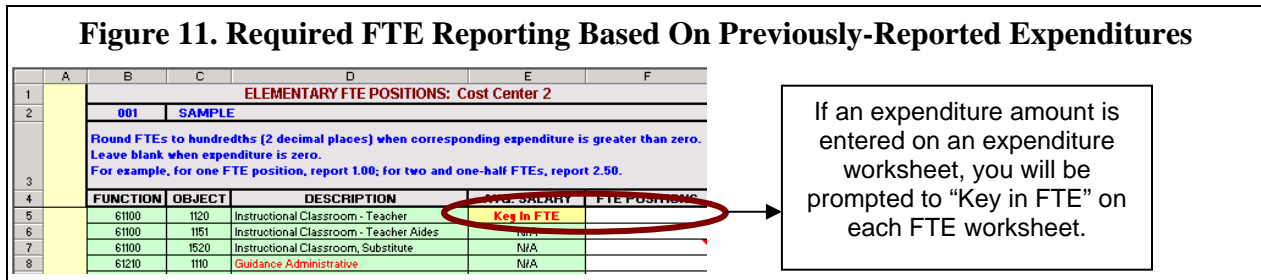 Figure 11. Required FTE Reporting Based On Previously-Reported Expenditures
A B C D E F
1 ELEMENTARY FTE POSITIONS: Cost Center 2
2 001 SAMPLE
Round FTEs to hundredths (2 decimal places) when corresponding expenditure is greater than zero.
Leave blank when expenditure is zero.
3 For example, for one FTE position, report 1.00; for two and one-half FTEs, report 2.50.
4 FUNCTION OBJECT DESCRIPTION AVG. SALARY FTE POSITIONS
5 61100 1120 Instructional Classroom - Teacher Key In FTE
6 61100 1151 Instructional Classroom - Teacher Aides N/A
7 61100 1520 Instructional Classroom, Substitute N/A
8 61210 1110 Guidance Administrative N/A
If an expenditure amount is
entered on an expenditure
worksheet, you will be
prompted to “Key in FTE” on
each FTE worksheet.